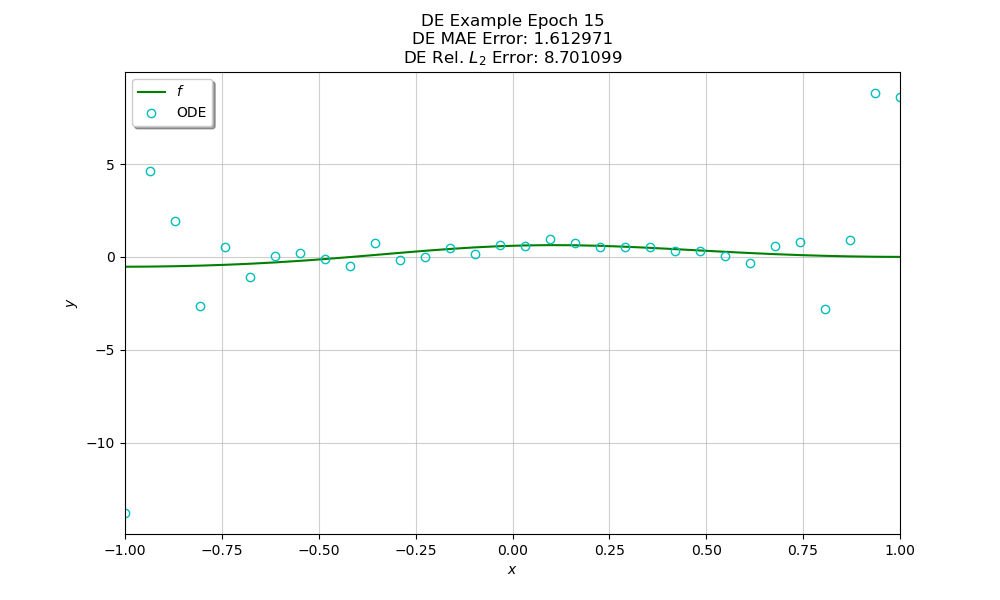 DE Example Epoch 15
DE MAE Error: 1.612971
DE Rel. $L_2$ Error: 8.701099
f
ODE
5
0
−5
−10
y
−1.00 −0.75 −0.50 −0.25 0.00 0.25 0.50 0.75 1.00
x